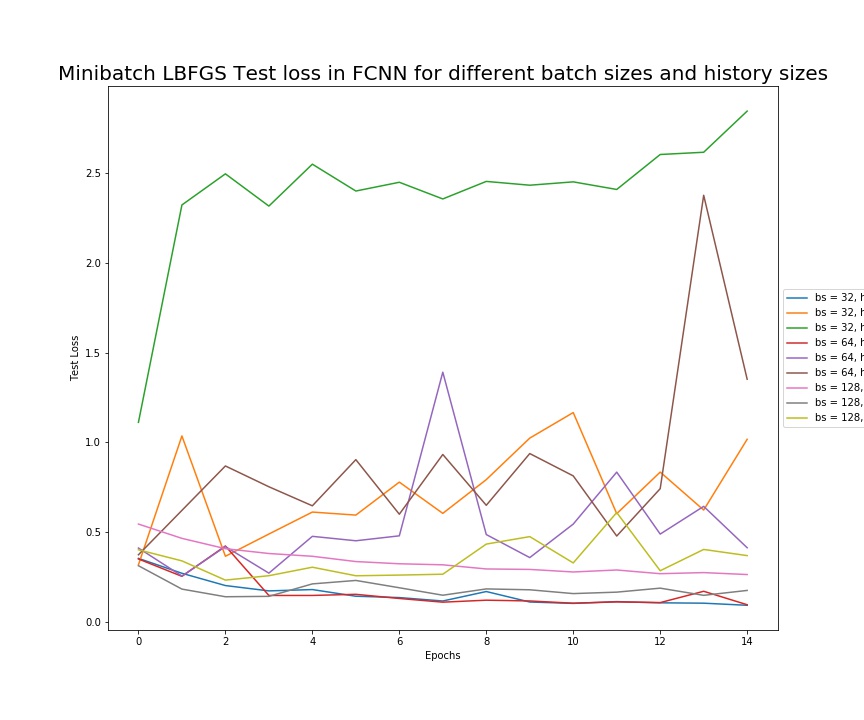 Minibatch LBFGS Test loss in FCNN for different batch sizes and history sizes
2.5
2.0
1.5
1.0
0.5
0.0
Test Loss
0 2 4 6 8 10 12 14
Epochs
bs = 32, h
bs = 32, h
bs = 32, h
bs = 64, h
bs = 64, h
bs = 64, h
bs = 128,
bs = 128,
bs = 128,